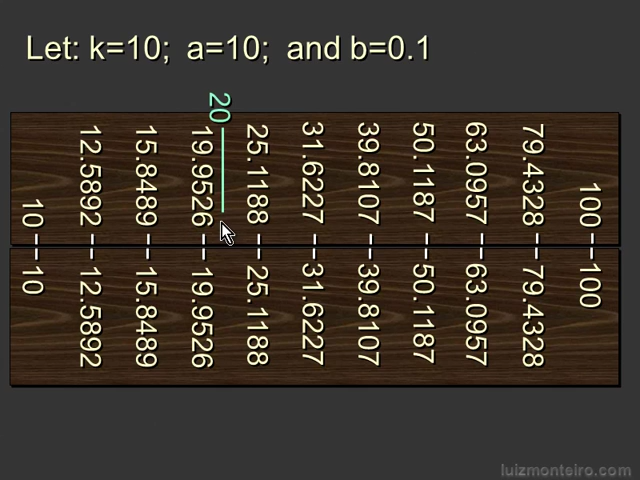 Let: k=10;  a=10;  and b=0.1
20
10 -- 10
12.5892 -- 12.5892
15.8489 -- 15.8489
19.9526 -- 19.9526
25.1188 -- 25.1188
31.6227 -- 31.6227
39.8107 -- 39.8107
50.1187 -- 50.1187
63.0957 -- 63.0957
79.4328 -- 79.4328
100 -- 100
luizmonteiro.com